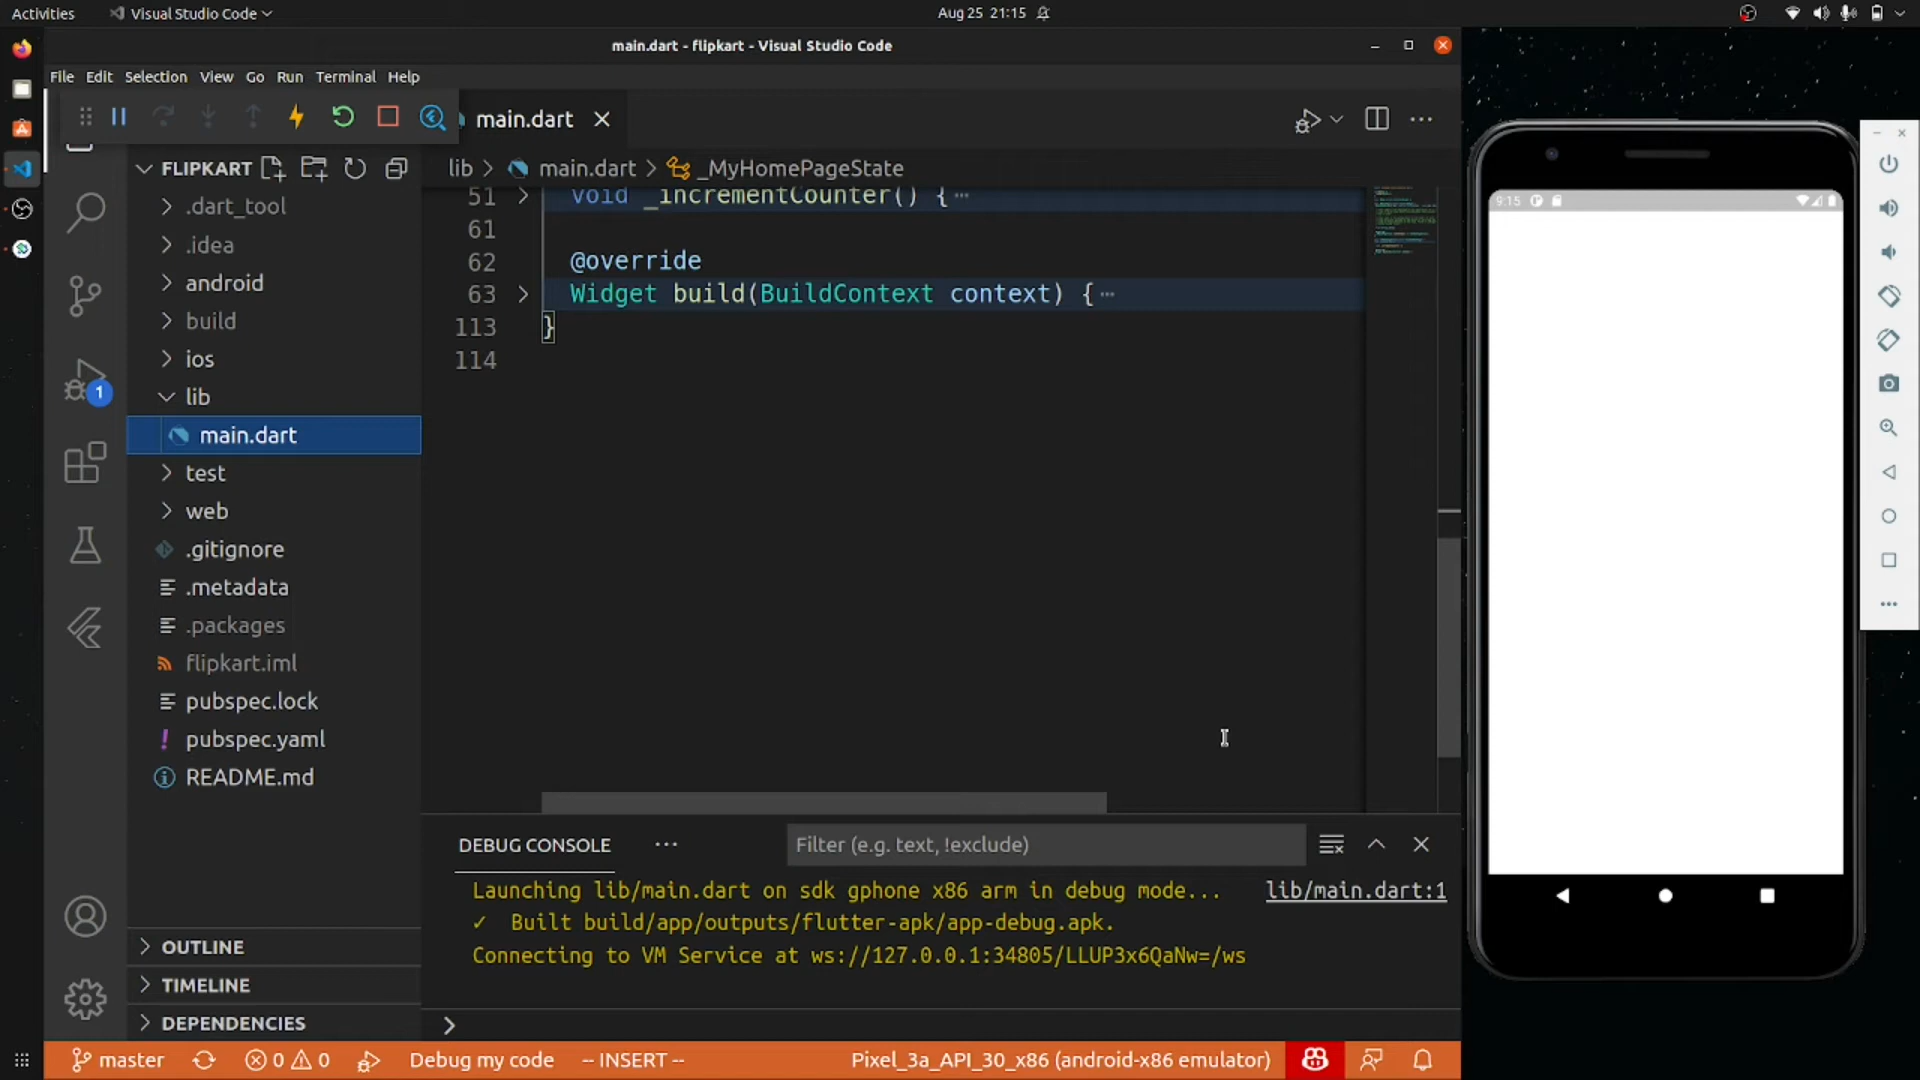 Activities
Visual Studio Code
Aug 25 21:15
main.dart - flipkart - Visual Studio Code
File Edit Selection View Go Run Terminal Help
main.dart
FLIPKART
lib > main.dart > _MyHomePageState
.dart_tool
.idea
android
build
ios
lib
main.dart
test
web
.gitignore
.metadata
.packages
flipkart.iml
pubspec.lock
pubspec.yaml
README.md
OUTLINE
TIMELINE
DEPENDENCIES
1
51 void _incrementCounter() { ···
61
62 @override
63 Widget build(BuildContext context) { ···
113 }
114
DEBUG CONSOLE
Filter (e.g. text, !exclude)
Launching lib/main.dart on sdk gphone x86 arm in debug mode... lib/main.dart:1
✓ Built build/app/outputs/flutter-apk/app-debug.apk.
Connecting to VM Service at ws://127.0.0.1:34805/LLUP3x6QaNw=/ws
master 0 0 Debug my code -- INSERT -- Pixel_3a_API_30_x86 (android-x86 emulator)
9:15